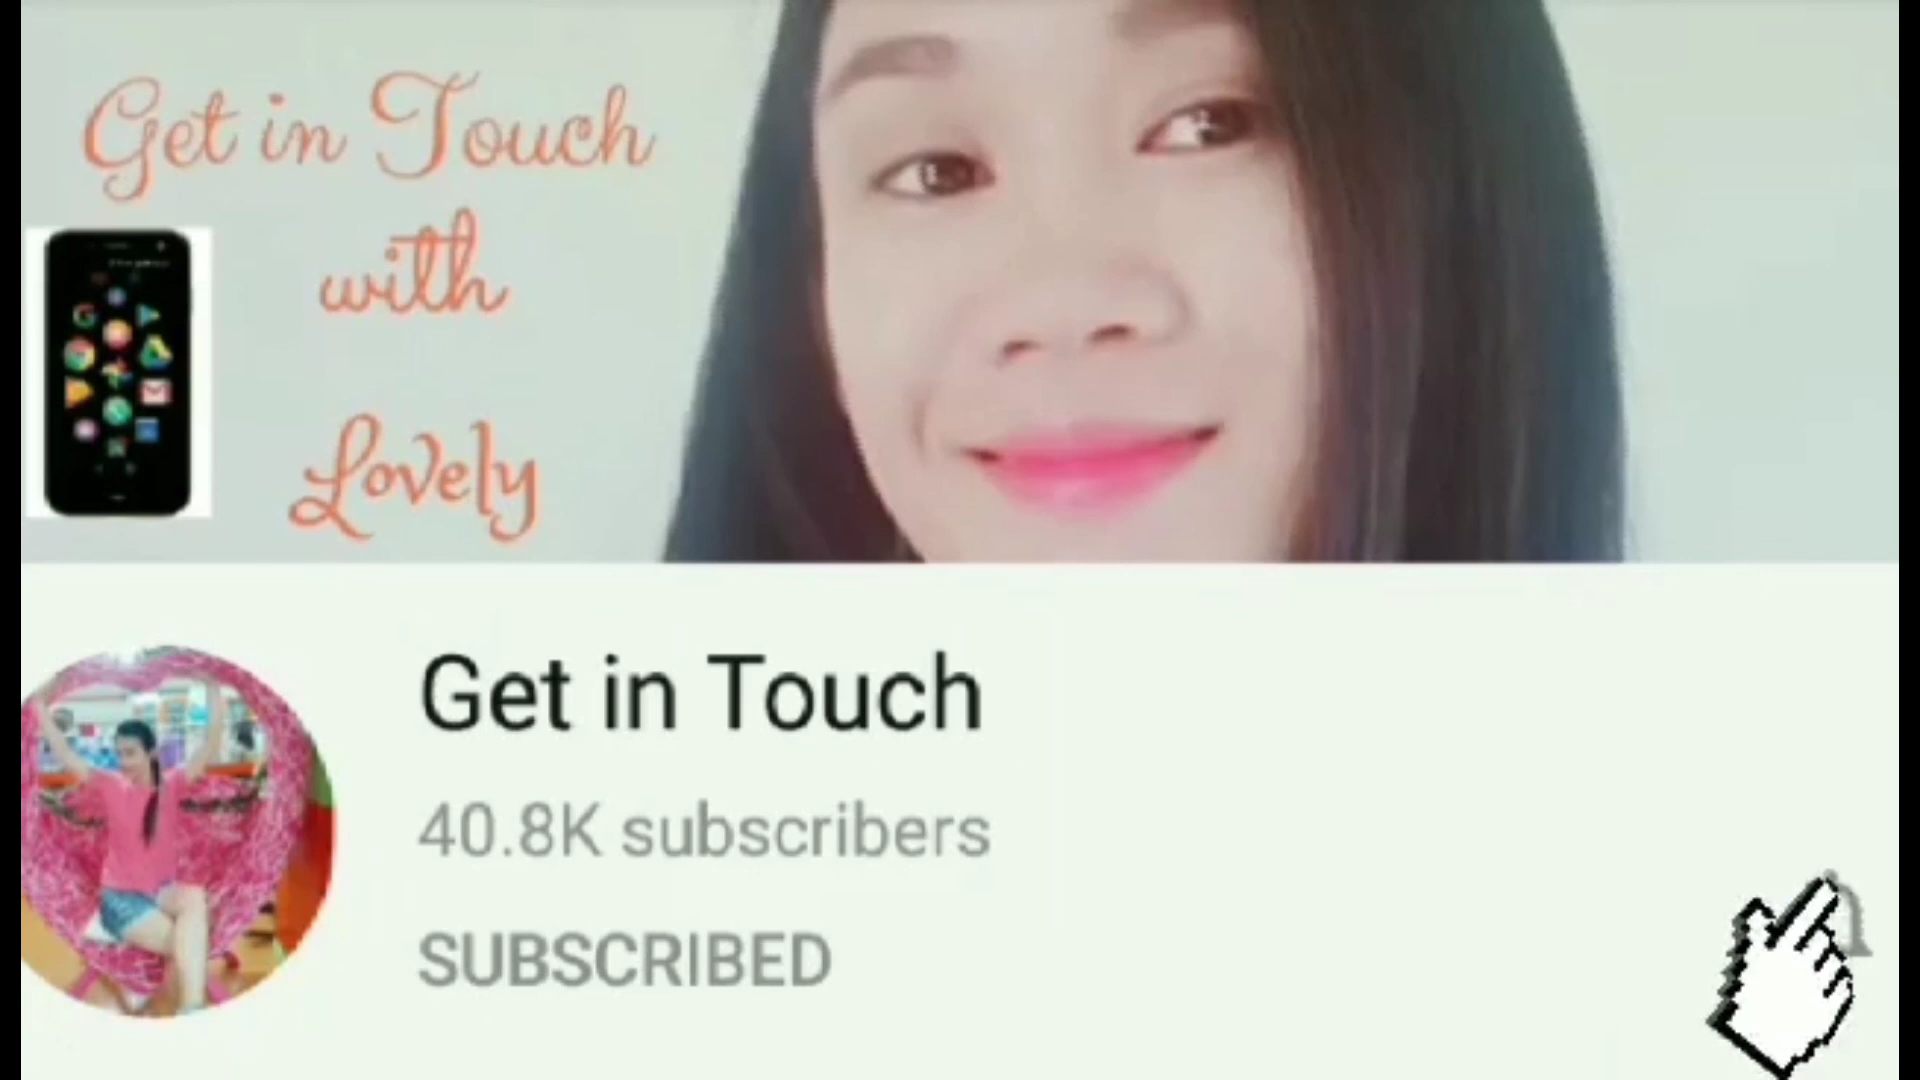 Get in Touch
with
Lovely
Get in Touch
40.8K subscribers
SUBSCRIBED